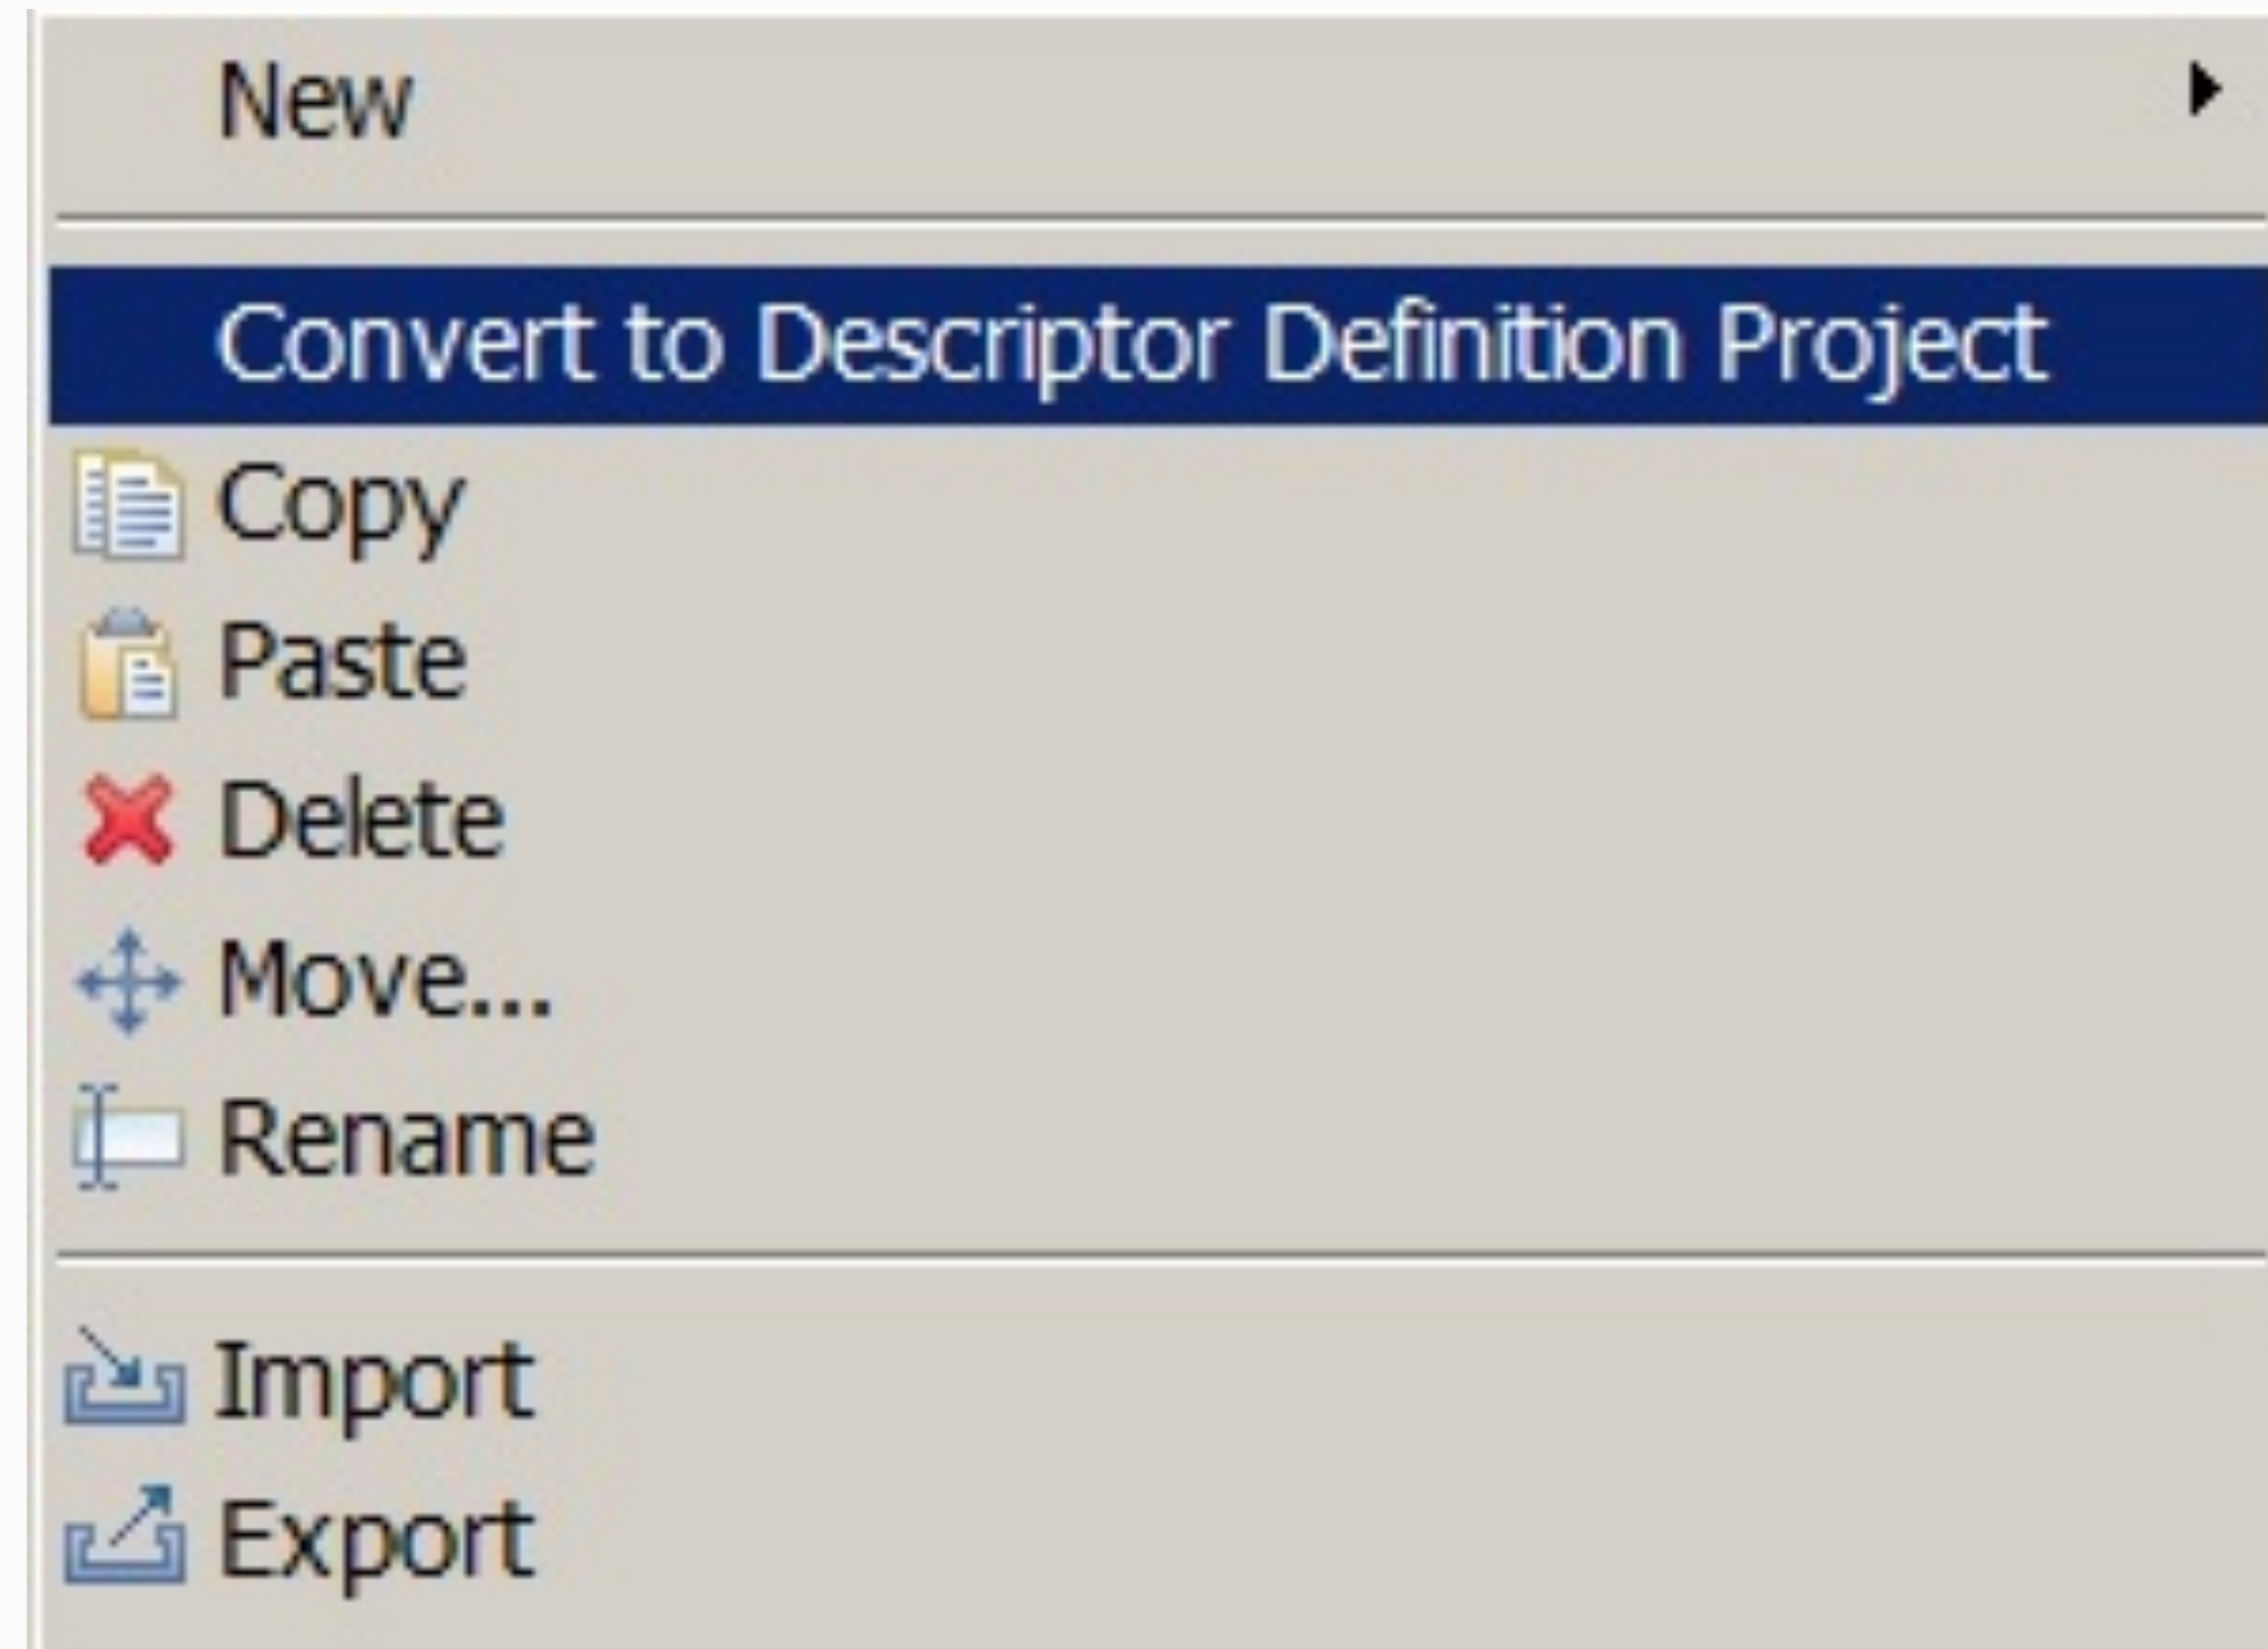 New
Convert to Descriptor Definition Project
Copy
Paste
Delete
Move...
Rename
Import
Export